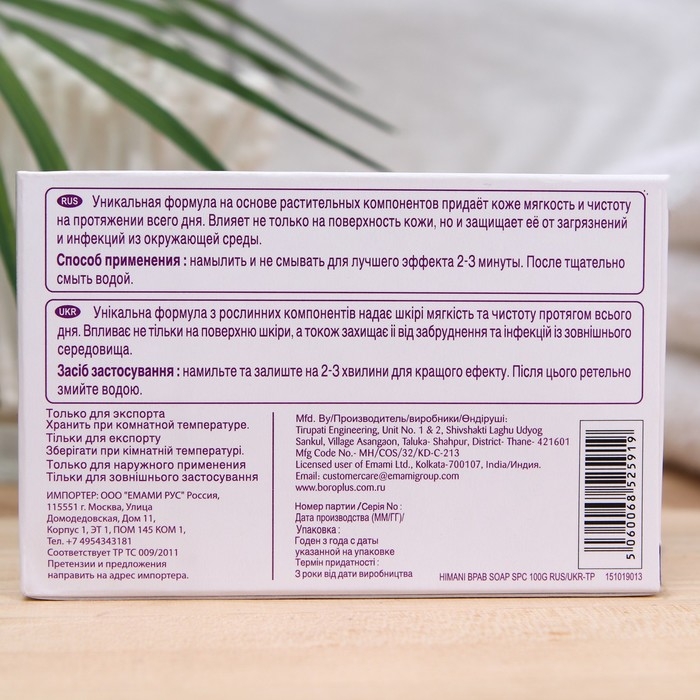 RUS Уникальная формула на основе растительных компонентов придаёт коже мягкость и чистоту
на протяжении всего дня. Влияет не только на поверхность кожи, но и защищает её от загрязнений
и инфекций из окружающей среды.
Способ применения : намылить и не смывать для лучшего эффекта 2-3 минуты. После тщательно
смыть водой.
UKR Унікальна формула з рослинних компонентів надає шкірі мягкість та чистоту протягом всього
дня. Впливає не тільки на поверхню шкіри, а токож захищає її від забруднення та інфекцій із зовнішнього
середовища.
Засіб застосування : намильте та залиште на 2-3 хвилини для кращого ефекту. Після цього ретельно
змийте водою.
Только для экспорта
Хранить при комнатной температуре.
Тільки для експорту
Зберігати при кімнатній температурі.
Только для наружного применения
Тільки для зовнішнього застосування
ИМПОРТЕР: ООО "ЕМАМИ РУС" Россия,
115551 г. Москва, Улица
Домодедовская, Дом 11,
Корпус 1, ЭТ 1, ПОМ 145 КОМ 1,
Тел. +7 4954343181
Соответствует ТР ТС 009/2011
Претензии и предложения
направить на адрес импортера.
Mfd. By/Производитель/виробники/Өндіруші:
Tirupati Engineering, Unit No. 1 & 2, Shivshakti Laghu Udyog
Sankul, Village Asangaon, Taluka- Shahpur, District- Thane- 421601
Mfg Code No.- MH/COS/32/KD-C-213
Licensed user of Emami Ltd., Kolkata-700107, India/Индия.
Email: customercare@emamigroup.com
www.boroplus.com.ru
Номер партии /Серія No :
Дата производства (ММ/ГГ)/
Упаковка :
Годен 3 года с даты
указанной на упаковке
Термін придатності :
3 роки від дати виробництва
HIMANI BPAB SOAP SPC 100G RUS/UKR-TP 151019013
5 060068 525919